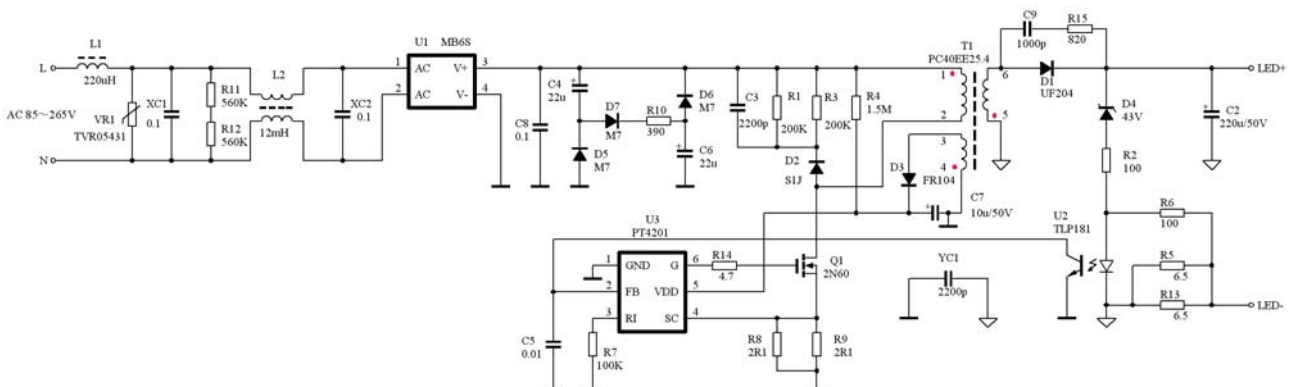 L1
L
220uH
AC 85～265V
VR1
TVR05431
N
XC1
0.1
R11
560K
R12
560K
L2
12mH
XC2
0.1
U1 MB6S
1 AC V+ 3
2 AC V- 4
C8
0.1
C4
22u
D7
M7
D5
M7
R10
390
D6
M7
C6
22u
C3
2200p
R1
200K
R3
200K
R4
1.5M
D2
S1J
T1
PC40EE25.4
1
2
3
4
6
5
D3
FR104
C7
10u/50V
C9
1000p
R15
820
D1
UF204
LED+
D4
43V
C2
220u/50V
R2
100
U2
TLP181
R6
100
R5
6.5
R13
6.5
LED-
U3
PT4201
1 GND G 6
2 FB VDD 5
3 RI SC 4
R14
4.7
Q1
2N60
YC1
2200p
C5
0.01
R7
100K
R8
2R1
R9
2R1